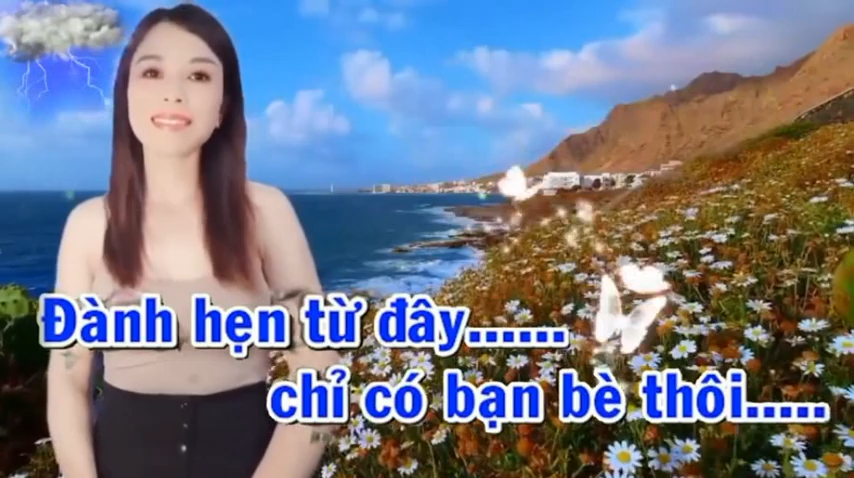 Đành hẹn từ đây......
chỉ có bạn bè thôi.....